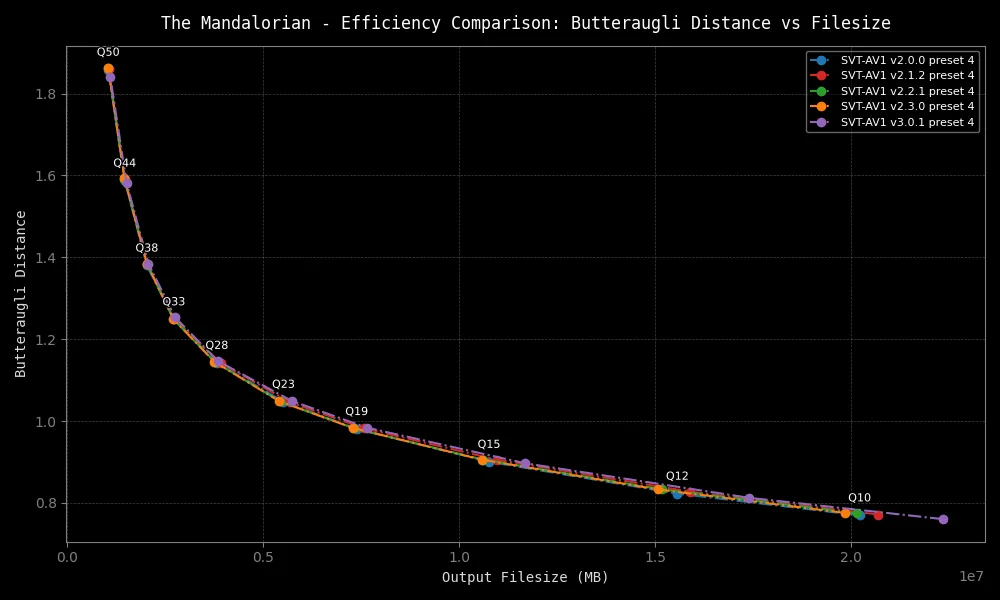 The Mandalorian - Efficiency Comparison: Butteraugli Distance vs Filesize
SVT-AV1 v2.0.0 preset 4
SVT-AV1 v2.1.2 preset 4
SVT-AV1 v2.2.1 preset 4
SVT-AV1 v2.3.0 preset 4
SVT-AV1 v3.0.1 preset 4
Butteraugli Distance
1.8
1.6
1.4
1.2
1.0
0.8
Q50
Q44
Q38
Q33
Q28
Q23
Q19
Q15
Q12
Q10
0.0
0.5
1.0
1.5
2.0
1e7
Output Filesize (MB)